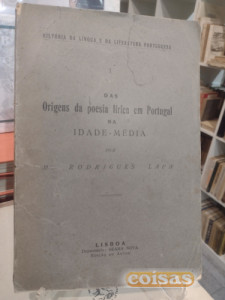 HISTÓRIA DA LÍNGUA E DA LITERATURA PORTUGUESA
I
DAS
Origens da poesia lírica em Portugal
NA
IDADE-MÉDIA
POR
RODRIGUES LAPA
LISBOA
coisas